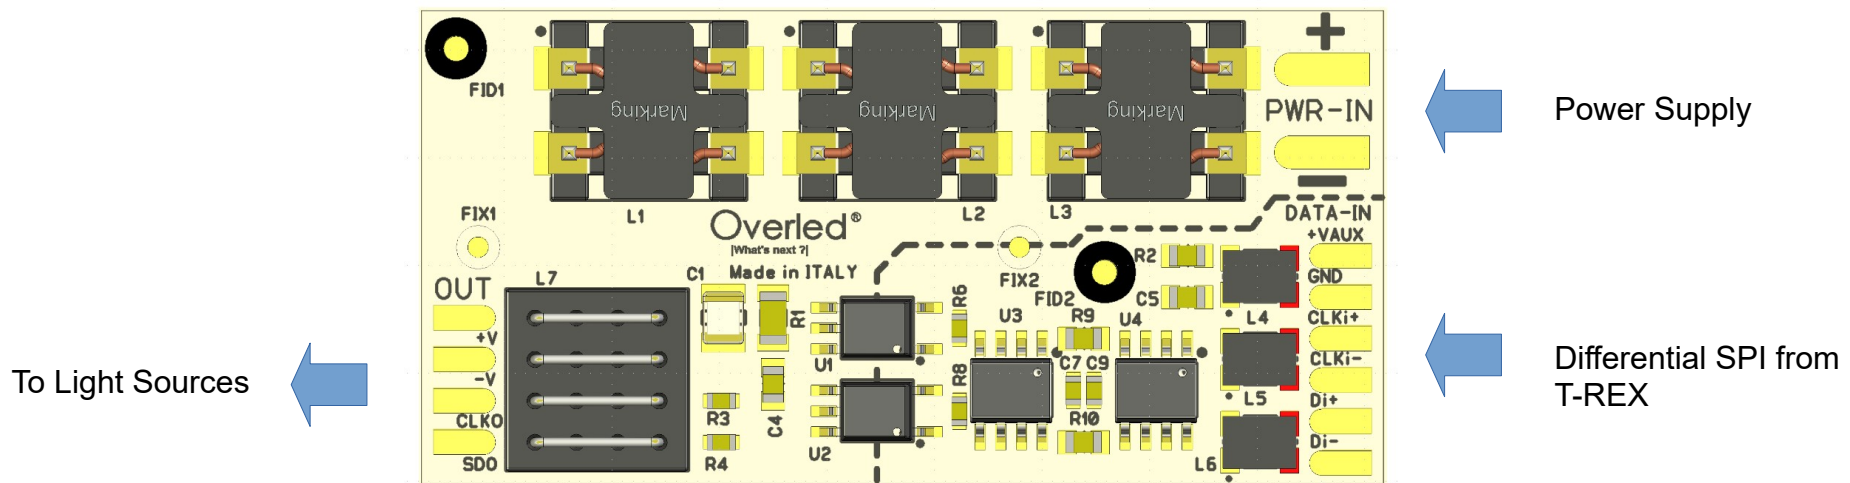 FID1
Marking
Marking
Marking
+
PWR-IN
−
Power Supply
L1
L2
L3
FIX1
Overled®
|What's next ?|
Made in ITALY
DATA-IN
+VAUX
GND
CLKi+
CLKi-
Di+
Di-
R2
C5
FIX2
FID2
L4
L5
L6
OUT
+V
-V
CLKO
SDO
L7
C1
R1
U1
U2
R3
R4
C4
R6
R8
U3
R9
U4
C7
C9
R10
To Light Sources
Differential SPI from
T-REX